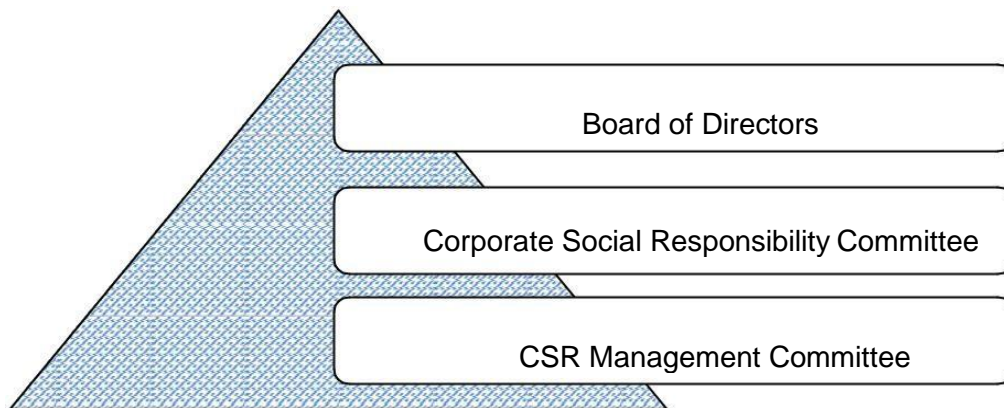 Board of Directors
Corporate Social Responsibility Committee
CSR Management Committee